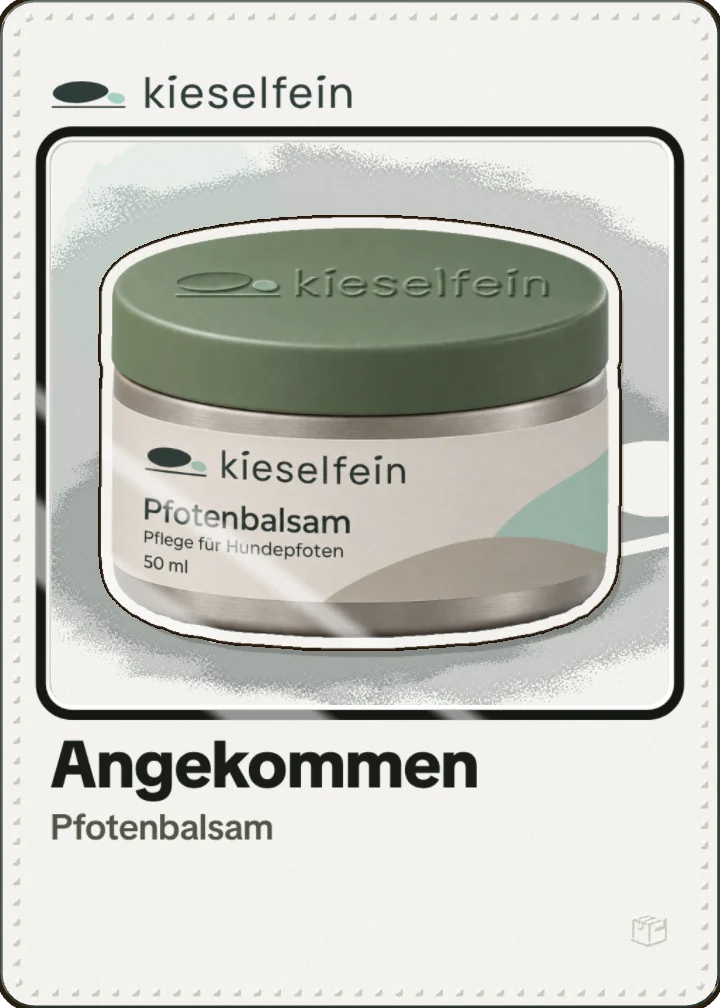 kieselfein
kieselfein
kieselfein
Pfotenbalsam
Pflege für Hundepfoten
50 ml
Angekommen
Pfotenbalsam